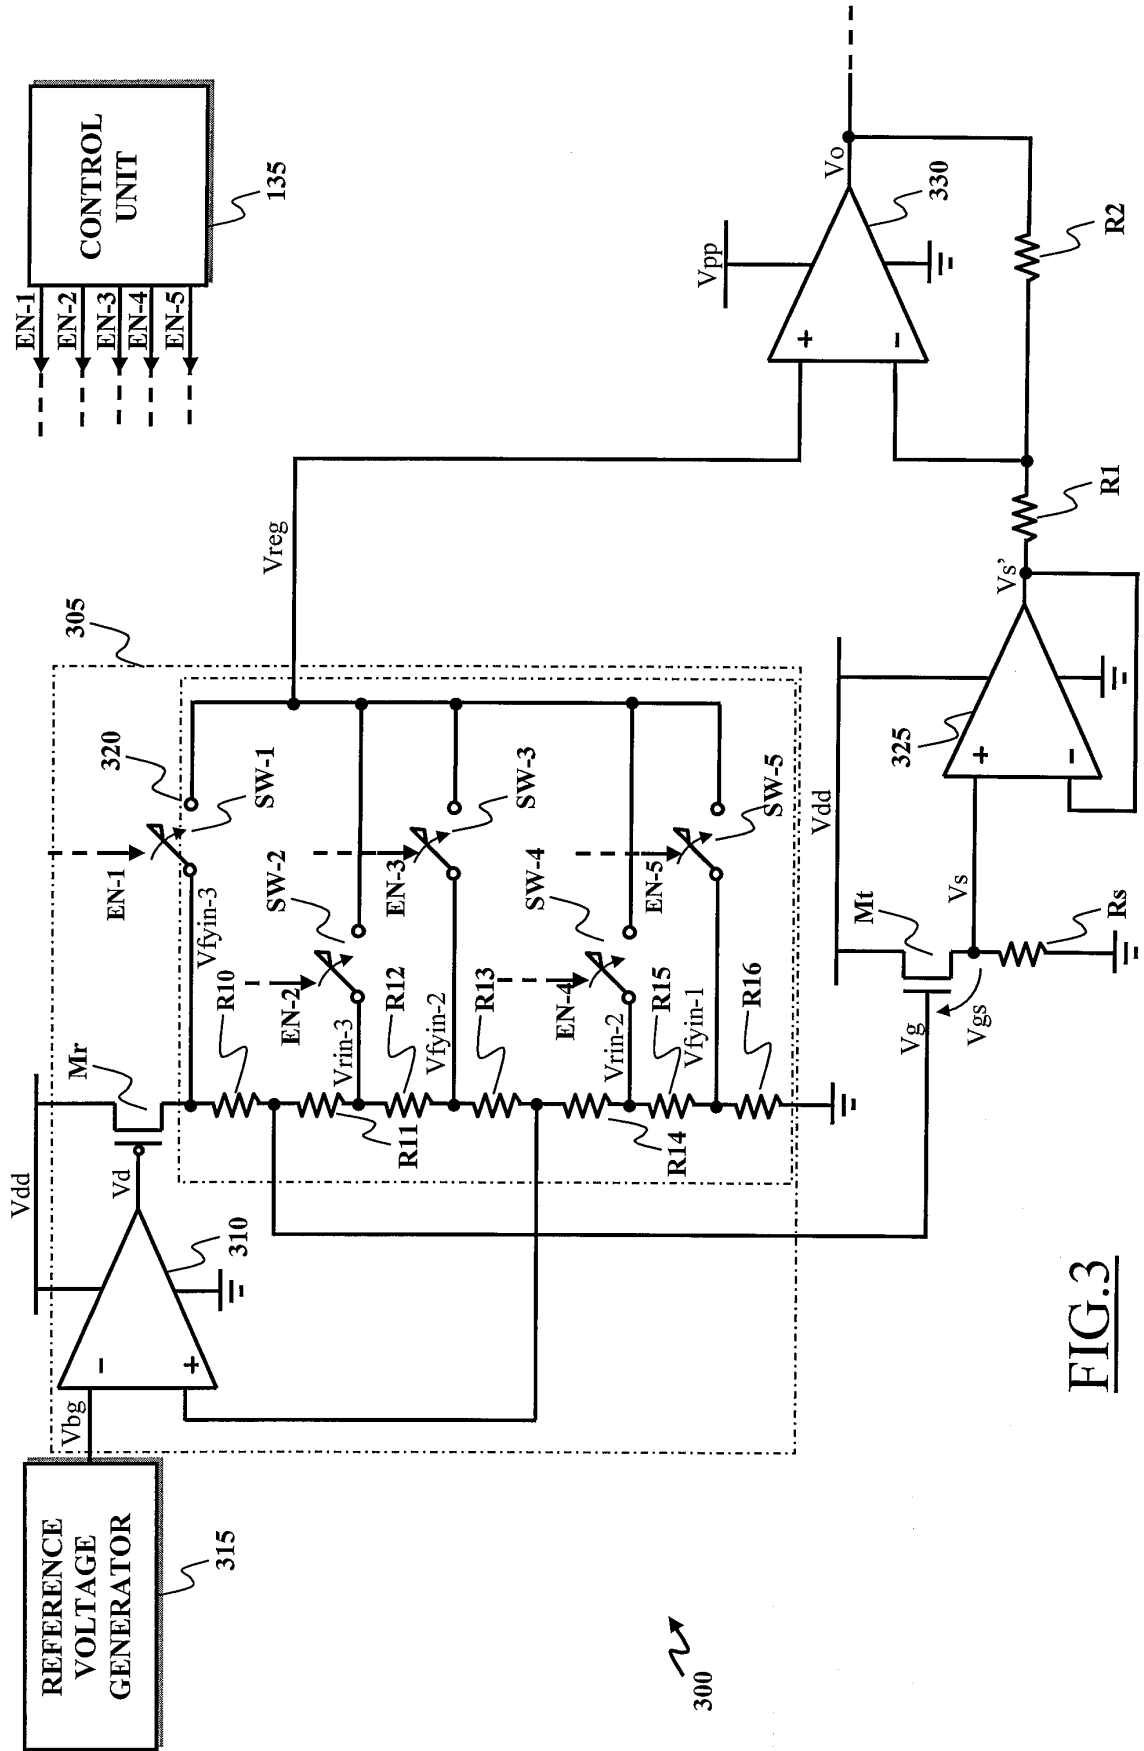 REFERENCE
VOLTAGE
GENERATOR
315
Vbg
-
+
310
Vdd
Vd
Mr
305
CONTROL
UNIT
135
EN-1
EN-2
EN-3
EN-4
EN-5
EN-1
320
SW-1
Vfyin-3
R10
EN-2
SW-2
R11
Vrin-3
R12
EN-3
SW-3
Vfyin-2
R13
EN-4
SW-4
R14
Vrin-2
R15
EN-5
SW-5
Vfyin-1
R16
Vreg
Vdd
Mt
Vg
Vgs
Vs
Rs
325
+
-
Vs'
R1
R2
Vpp
+
-
330
Vo
300
FIG.3